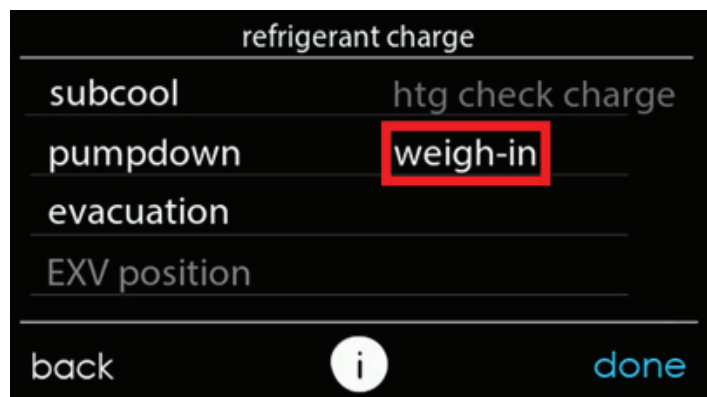 refrigerant charge
subcool htg check charge
pumpdown weigh-in
evacuation
EXV position
back i done